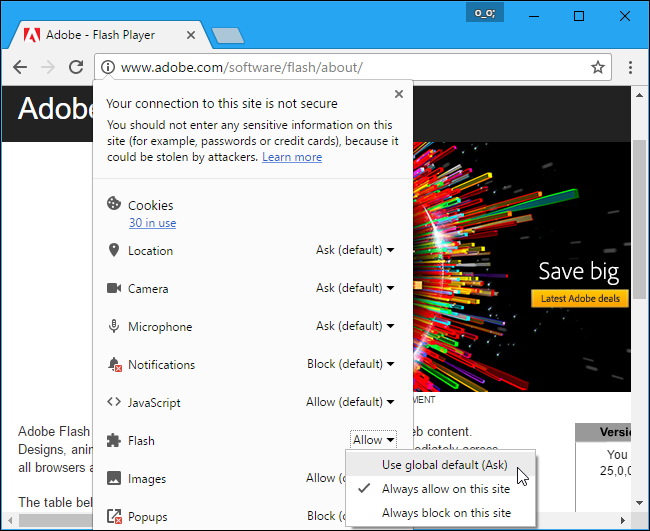 o_o;
Adobe - Flash Player
www.adobe.com/software/flash/about/
Adob
Your connection to this site is not secure
You should not enter any sensitive information on this
site (for example, passwords or credit cards), because it
could be stolen by attackers. Learn more
Cookies
30 in use
Location Ask (default)
Camera Ask (default)
Microphone Ask (default)
Notifications Block (default)
JavaScript Allow (default)
Flash Allow
Images Allow
Popups Block
Use global default (Ask)
Always allow on this site
Always block on this site
Save big
Latest Adobe deals
MENT
Adobe Flash
content.
Designs, anim
across
all browsers a
The table bel
Versio
You
25,0,0